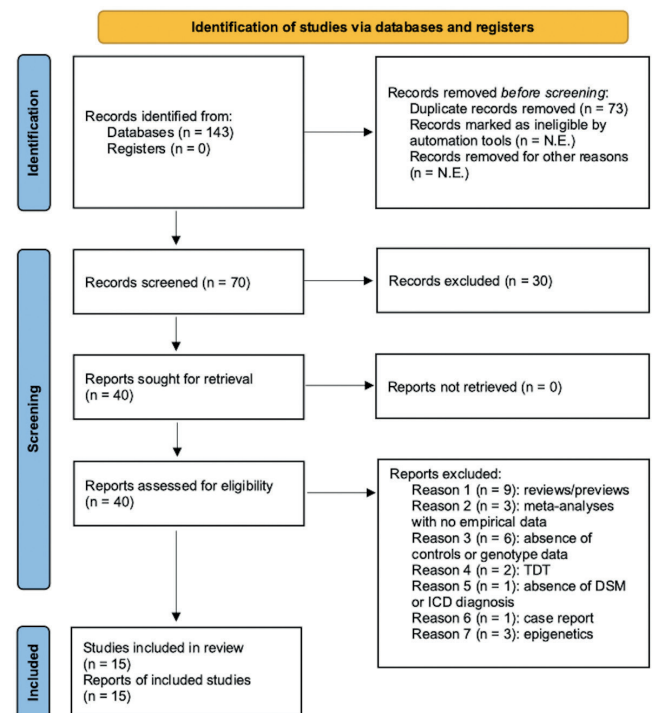 Identification of studies via databases and registers
Identification
Records identified from:
Databases (n = 143)
Registers (n = 0)
Records removed before screening:
Duplicate records removed (n = 73)
Records marked as ineligible by
automation tools (n = N.E.)
Records removed for other reasons
(n = N.E.)
Screening
Records screened (n = 70)
Records excluded (n = 30)
Reports sought for retrieval
(n = 40)
Reports not retrieved (n = 0)
Reports assessed for eligibility
(n = 40)
Reports excluded:
Reason 1 (n = 9): reviews/previews
Reason 2 (n = 3): meta-analyses
with no empirical data
Reason 3 (n = 6): absence of
controls or genotype data
Reason 4 (n = 2): TDT
Reason 5 (n = 1): absence of DSM
or ICD diagnosis
Reason 6 (n = 1): case report
Reason 7 (n = 3): epigenetics
Included
Studies included in review
(n = 15)
Reports of included studies
(n = 15)